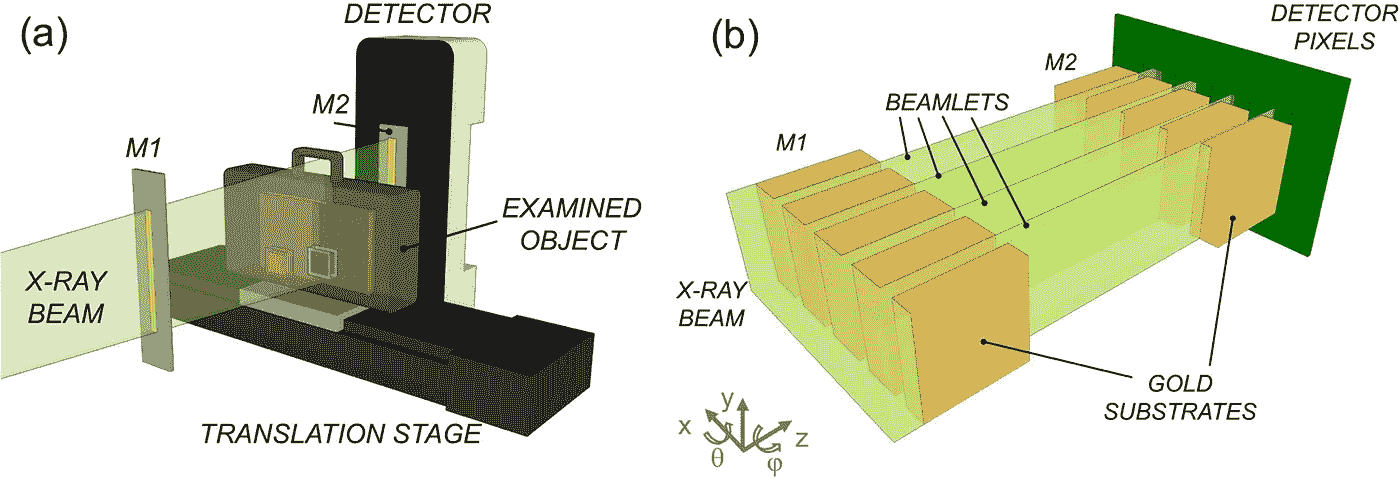 (a)
DETECTOR
M2
M1
EXAMINED
OBJECT
X-RAY
BEAM
TRANSLATION STAGE
(b)
DETECTOR
PIXELS
M2
BEAMLETS
M1
X-RAY
BEAM
GOLD
SUBSTRATES
y
x
z
θ
φ